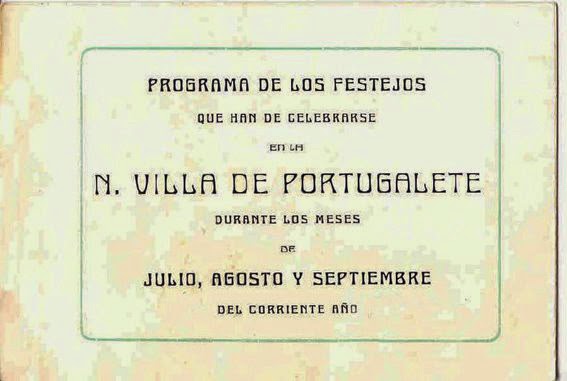 PROGRAMA DE LOS FESTEJOS
QUE HAN DE CELEBRARSE
EN LA
N. VILLA DE PORTUGALETE
DURANTE LOS MESES
DE
JULIO, AGOSTO Y SEPTIEMBRE
DEL CORRIENTE AÑO